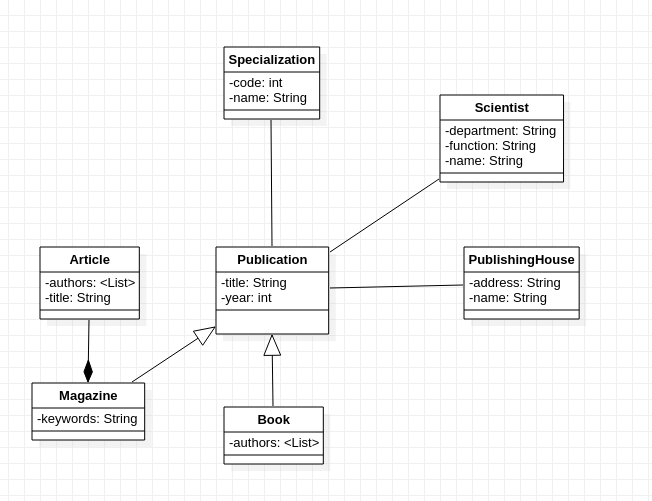 Specialization
-code: int
-name: String
Scientist
-department: String
-function: String
-name: String
Article
-authors: <List>
-title: String
Publication
-title: String
-year: int
PublishingHouse
-address: String
-name: String
Magazine
-keywords: String
Book
-authors: <List>